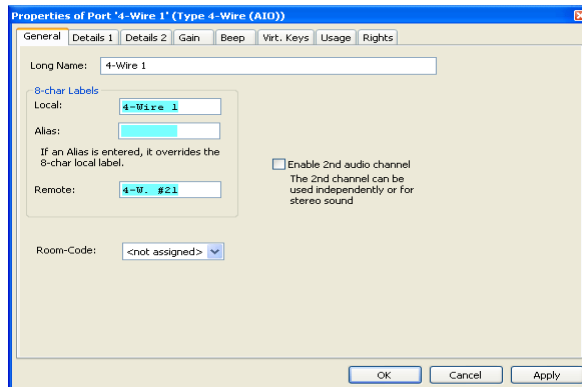 Properties of Port '4-Wire 1' (Type 4-Wire (AIO))
General Details 1 Details 2 Gain Beep Virt. Keys Usage Rights
Long Name: 4-Wire 1
8-char Labels
Local: 4-Wire 1
Alias:
If an Alias is entered, it overrides the
8-char local label.
Enable 2nd audio channel
The 2nd channel can be
used independently or for
stereo sound
Remote: 4-W. #21
Room-Code: <not assigned>
OK Cancel Apply